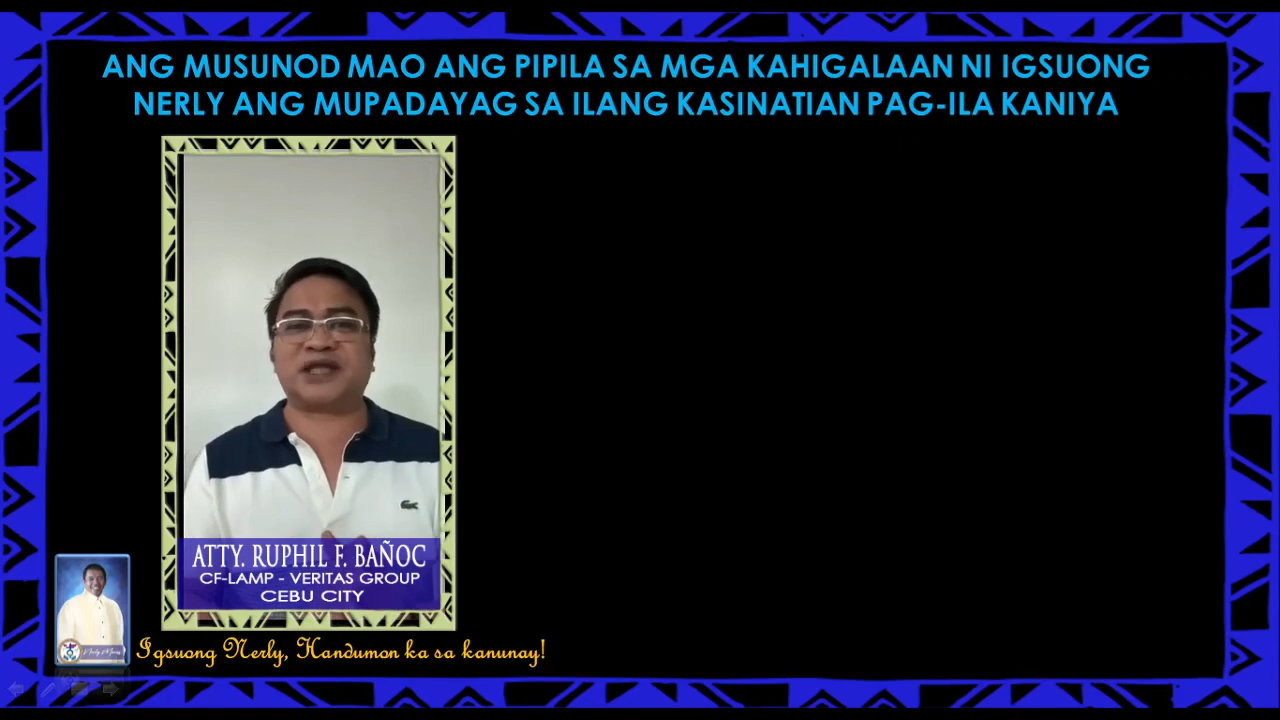 ANG MUSUNOD MAO ANG PIPILA SA MGA KAHIGALAAN NI IGSUONG
NERLY ANG MUPADAYAG SA ILANG KASINATIAN PAG-ILA KANIYA
ATTY. RUPHIL F. BAÑOC
CF-LAMP - VERITAS GROUP
CEBU CITY
Igsuong Nerly, Handumon ka sa kanunay!